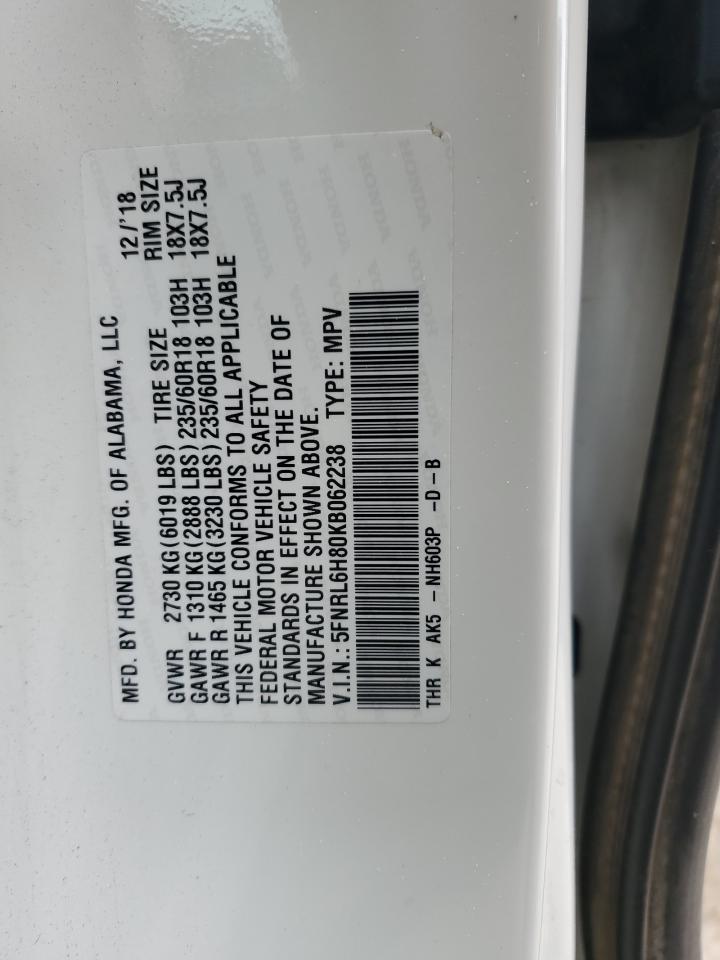 MFD. BY HONDA MFG. OF ALABAMA, LLC 12/'18
GVWR 2730 KG(6019 LBS) TIRE SIZE RIM SIZE
GAWR F 1310 KG(2888 LBS)235/60R18 103H 18X7.5J
GAWR R 1465 KG(3230 LBS)235/60R18 103H 18X7.5J
THIS VEHICLE CONFORMS TO ALL APPLICABLE
FEDERAL MOTOR VEHICLE SAFETY
STANDARDS IN EFFECT ON THE DATE OF
MANUFACTURE SHOWN ABOVE.
V.I.N.:5FNRL6H80KB062238 TYPE: MPV
THR K AK5 -NH603P -D-B